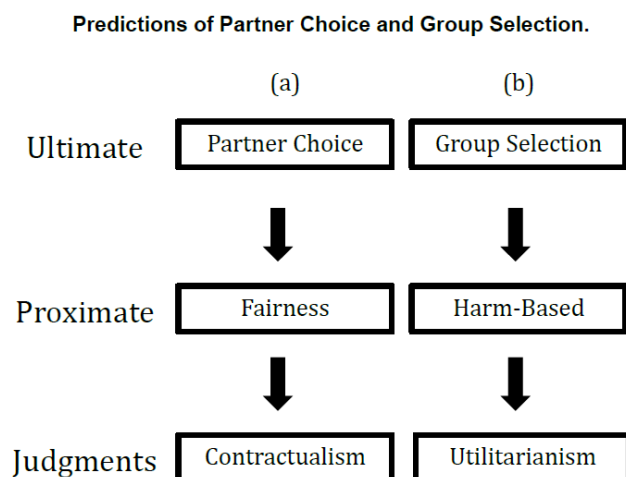 Predictions of Partner Choice and Group Selection.
(a) (b)
Ultimate Partner Choice Group Selection
Proximate Fairness Harm-Based
Judgments Contractualism Utilitarianism